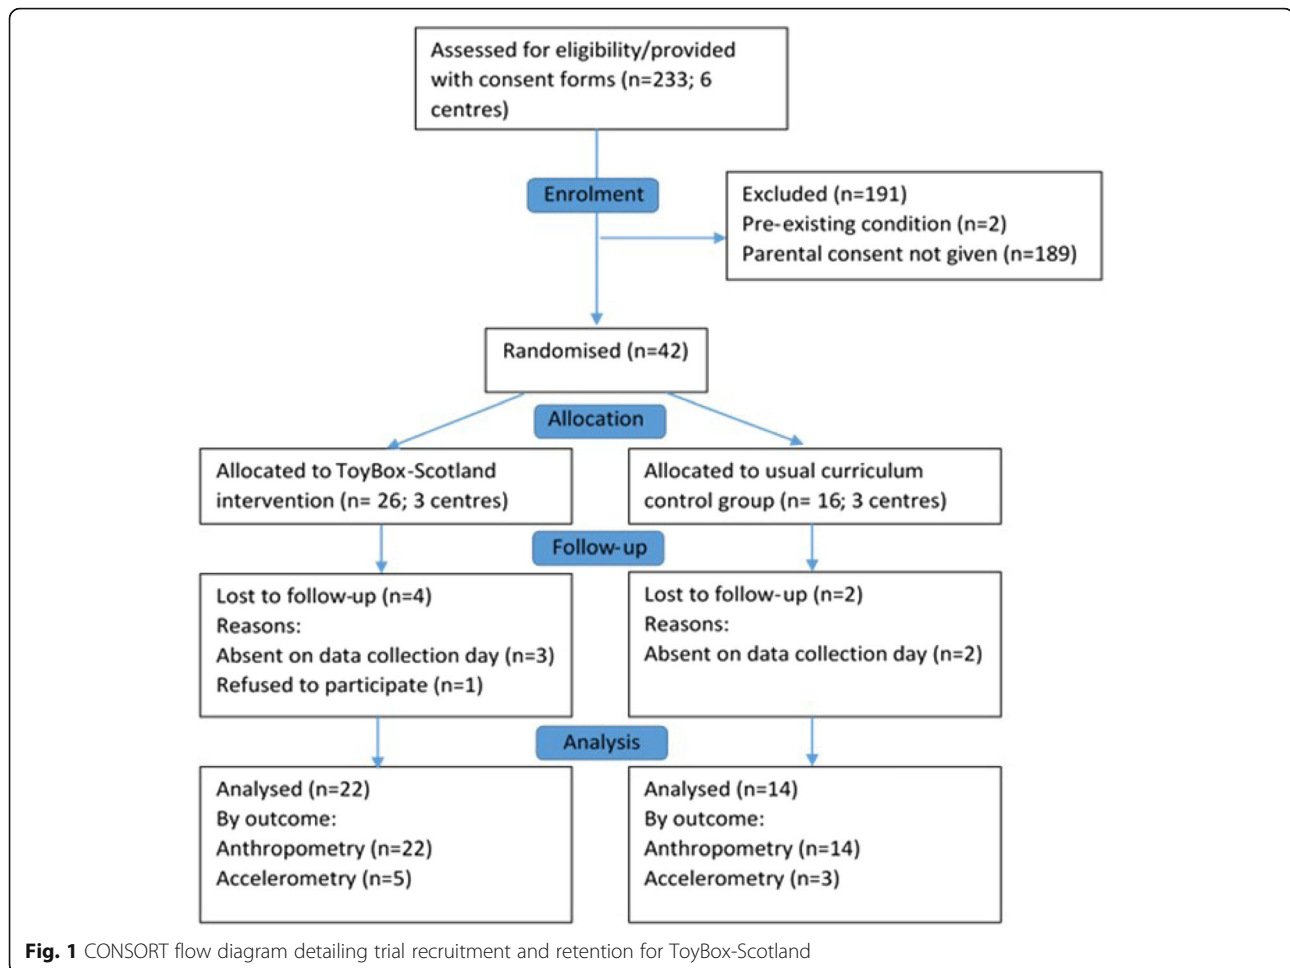 Assessed for eligibility/provided
with consent forms (n=233; 6
centres)
Enrolment
Excluded (n=191)
Pre-existing condition (n=2)
Parental consent not given (n=189)
Randomised (n=42)
Allocation
Allocated to ToyBox-Scotland
intervention (n= 26; 3 centres)
Allocated to usual curriculum
control group (n= 16; 3 centres)
Follow-up
Lost to follow-up (n=4)
Reasons:
Absent on data collection day (n=3)
Refused to participate (n=1)
Lost to follow-up (n=2)
Reasons:
Absent on data collection day (n=2)
Analysis
Analysed (n=22)
By outcome:
Anthropometry (n=22)
Accelerometry (n=5)
Analysed (n=14)
By outcome:
Anthropometry (n=14)
Accelerometry (n=3)
Fig. 1 CONSORT flow diagram detailing trial recruitment and retention for ToyBox-Scotland